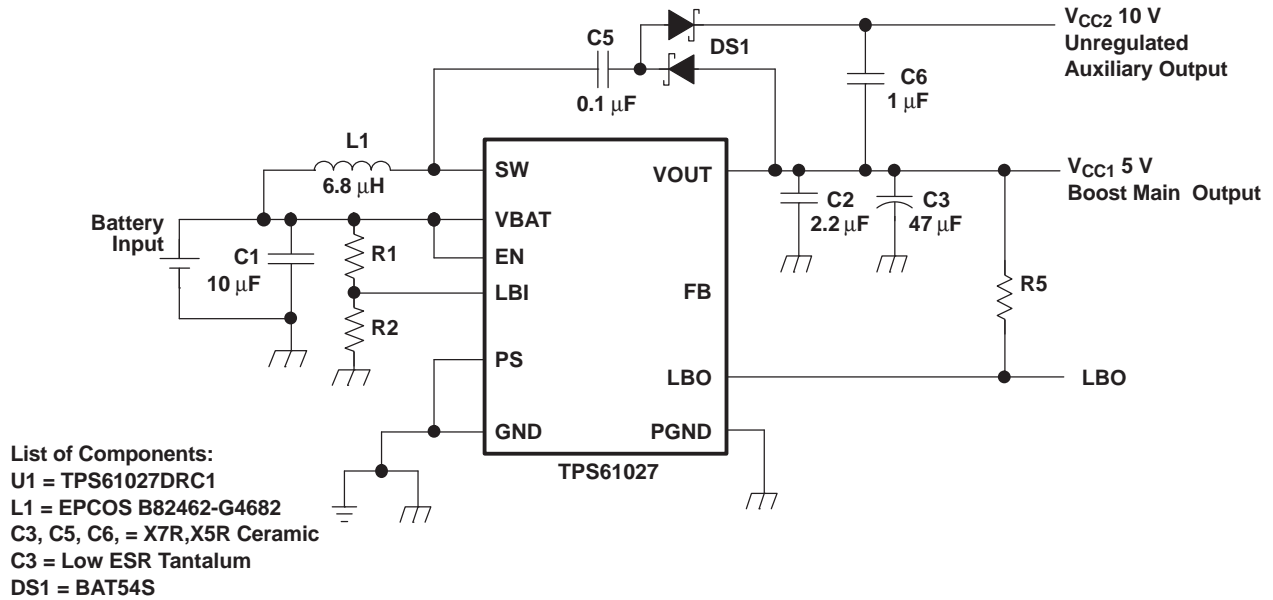 VCC2 10 V
Unregulated
Auxiliary Output
C5
0.1 μF
DS1
C6
1 μF
L1
6.8 μH
SW
VOUT
VCC1 5 V
Boost Main Output
Battery
Input
C1
10 μF
VBAT
EN
R1
LBI
R2
C2
2.2 μF
C3
47 μF
FB
R5
PS
LBO
LBO
GND
PGND
TPS61027
List of Components:
U1 = TPS61027DRC1
L1 = EPCOS B82462-G4682
C3, C5, C6, = X7R,X5R Ceramic
C3 = Low ESR Tantalum
DS1 = BAT54S